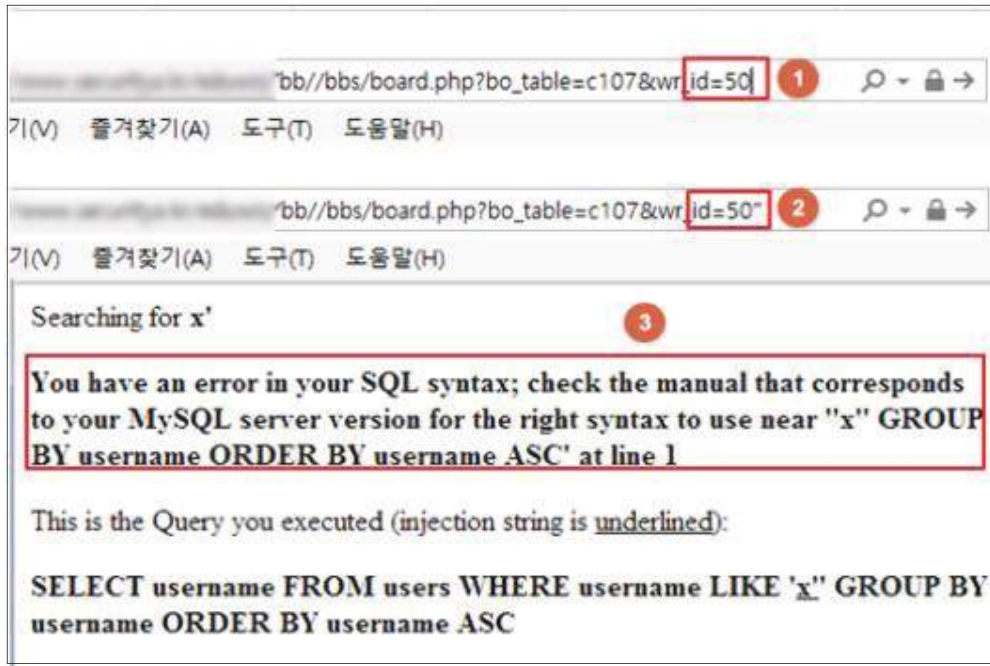 "bb//bbs/board.php?bo_table=c107&wr_id=50 1
기(V) 즐겨찾기(A) 도구(T) 도움말(H)
"bb//bbs/board.php?bo_table=c107&wr_id=50" 2
기(V) 즐겨찾기(A) 도구(T) 도움말(H)
Searching for x'
3
You have an error in your SQL syntax; check the manual that corresponds
to your MySQL server version for the right syntax to use near "x" GROUP
BY username ORDER BY username ASC' at line 1
This is the Query you executed (injection string is underlined):
SELECT username FROM users WHERE username LIKE 'x'' GROUP BY
username ORDER BY username ASC